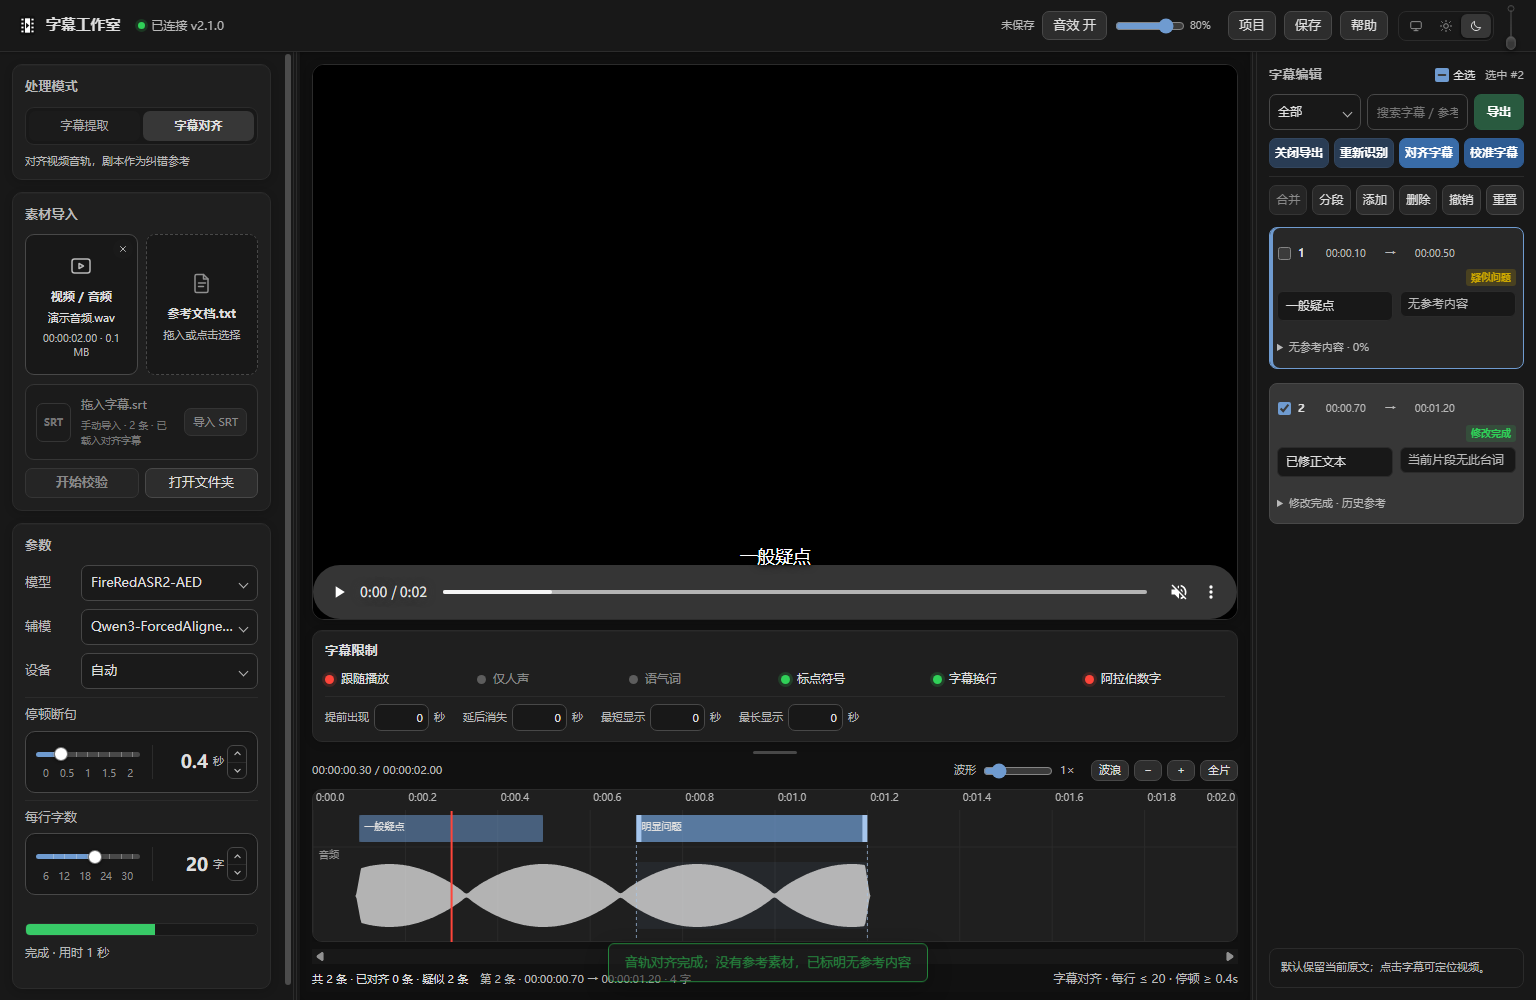 字幕工作室
已连接 v2.1.0
未保存
音效 开
80%
项目
保存
帮助
处理模式
字幕提取
字幕对齐
对齐视频音轨，剧本作为纠错参考
素材导入
×
视频 / 音频
演示音频.wav
00:00:02.00 · 0.1
MB
参考文档.txt
拖入或点击选择
SRT
拖入字幕.srt
手动导入 · 2 条 · 已
载入对齐字幕
导入 SRT
开始校验
打开文件夹
参数
模型
FireRedASR2-AED
辅模
Qwen3-ForcedAligne...
设备
自动
停顿断句
0 0.5 1 1.5 2
0.4 秒
每行字数
6 12 18 24 30
20 字
完成 · 用时 1 秒
一般疑点
0:00 / 0:02
字幕限制
跟随播放
仅人声
语气词
标点符号
字幕换行
阿拉伯数字
提前出现 0 秒
延后消失 0 秒
最短显示 0 秒
最长显示 0 秒
00:00:00.30 / 00:00:02.00
波形
1×
波浪
−
+
全片
0:00.0 0:00.2 0:00.4 0:00.6 0:00.8 0:01.0 0:01.2 0:01.4 0:01.6 0:01.8 0:02.0
一般疑点
明显问题
音频
音轨对齐完成；没有参考素材，已标明无参考内容
共 2 条 · 已对齐 0 条 · 疑似 2 条
第 2 条 · 00:00:00.70 → 00:00:01.20 · 4 字
字幕对齐 · 每行 ≤ 20 · 停顿 ≥ 0.4s
字幕编辑
全选
选中 #2
全部
搜索字幕 / 参考
导出
关闭导出
重新识别
对齐字幕
校准字幕
合并
分段
添加
删除
撤销
重置
1 00:00.10 → 00:00.50
疑似问题
一般疑点
无参考内容
无参考内容 · 0%
2 00:00.70 → 00:01.20
修改完成
已修正文本
当前片段无此台词
修改完成 · 历史参考
默认保留当前原文；点击字幕可定位视频。